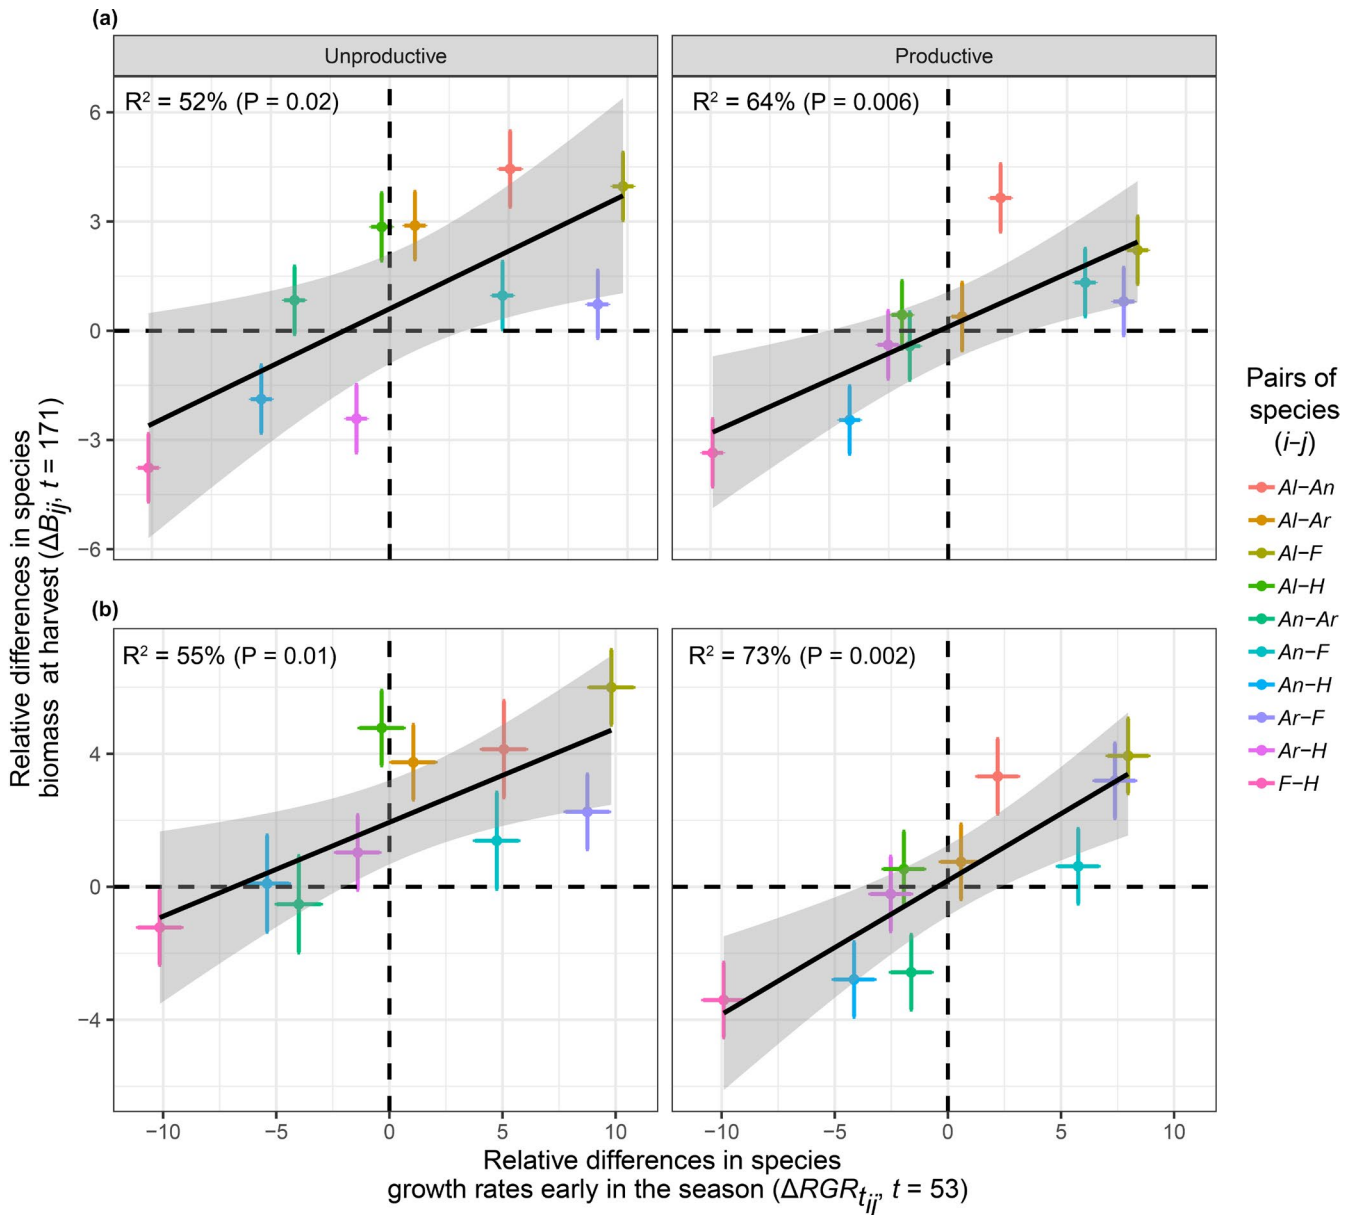 (a)
Unproductive
Productive
R² = 52% (P = 0.02)
R² = 64% (P = 0.006)
6
3
0
−3
−6
(b)
R² = 55% (P = 0.01)
R² = 73% (P = 0.002)
4
0
−4
−10
−5
0
5
10
−10
−5
0
5
10
Relative differences in species
biomass at harvest (ΔBij, t = 171)
Relative differences in species
growth rates early in the season (ΔRGRtij, t = 53)
Pairs of
species
(i−j)
Al−An
Al−Ar
Al−F
Al−H
An−Ar
An−F
An−H
Ar−F
Ar−H
F−H